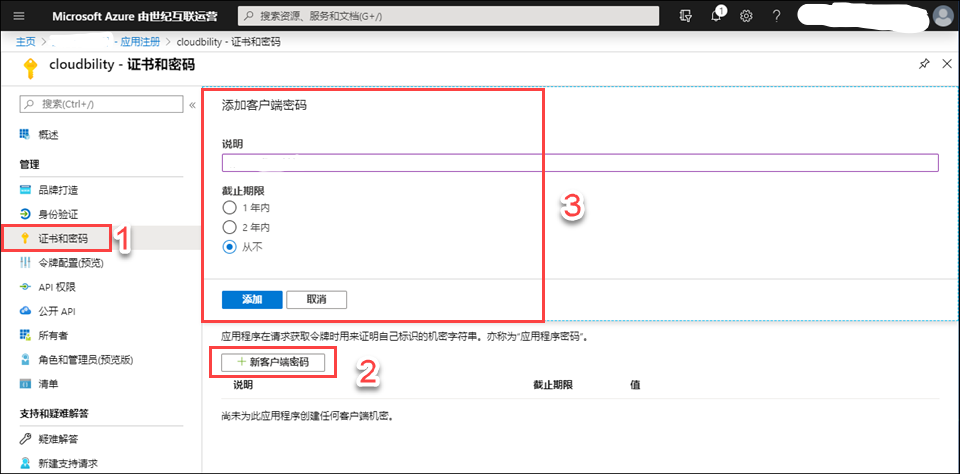 Microsoft Azure 由世纪互联运营
搜索资源、服务和文档(G+/)
1
?
主页 > - 应用注册 > cloudbility - 证书和密码
cloudbility - 证书和密码
搜索(Ctrl+/)
«
概述
管理
品牌打造
身份验证
证书和密码
1
令牌配置(预览)
API 权限
公开 API
所有者
角色和管理员(预览版)
清单
支持和疑难解答
疑难解答
新建支持请求
添加客户端密码
说明
截止期限
1 年内
2 年内
从不
3
添加
取消
应用程序在请求获取令牌时用来证明自己标识的机密字符串。亦称为"应用程序密码"。
+ 新客户端密码
2
说明 截止期限 值
尚未为此应用程序创建任何客户端机密。